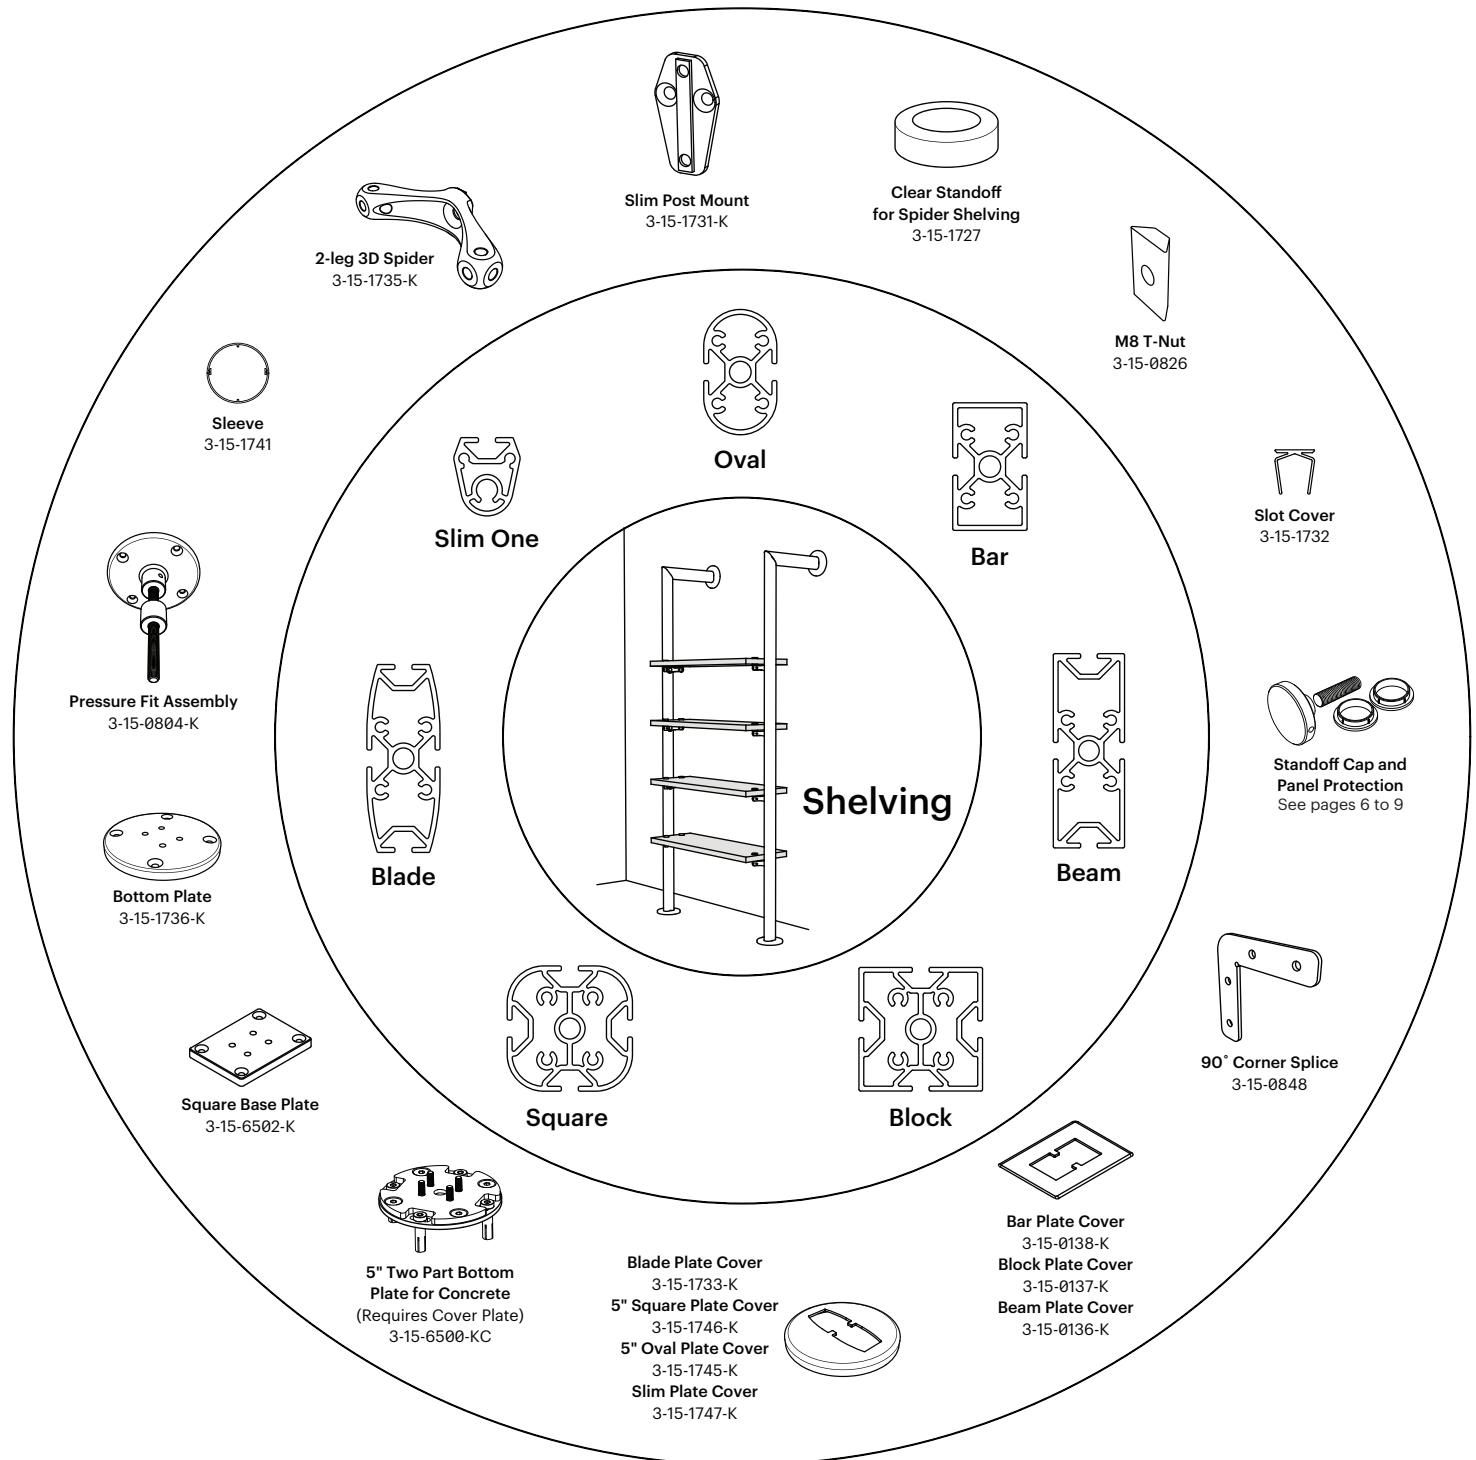 Slim Post Mount
3-15-1731-K
Clear Standoff
for Spider Shelving
3-15-1727
2-leg 3D Spider
3-15-1735-K
M8 T-Nut
3-15-0826
Sleeve
3-15-1741
Oval
Slim One
Bar
Slot Cover
3-15-1732
Pressure Fit Assembly
3-15-0804-K
Standoff Cap and
Panel Protection
See pages 6 to 9
Shelving
Blade
Beam
Bottom Plate
3-15-1736-K
90˚ Corner Splice
3-15-0848
Square Base Plate
3-15-6502-K
Square
Block
5" Two Part Bottom
Plate for Concrete
(Requires Cover Plate)
3-15-6500-KC
Blade Plate Cover
3-15-1733-K
5" Square Plate Cover
3-15-1746-K
5" Oval Plate Cover
3-15-1745-K
Slim Plate Cover
3-15-1747-K
Bar Plate Cover
3-15-0138-K
Block Plate Cover
3-15-0137-K
Beam Plate Cover
3-15-0136-K